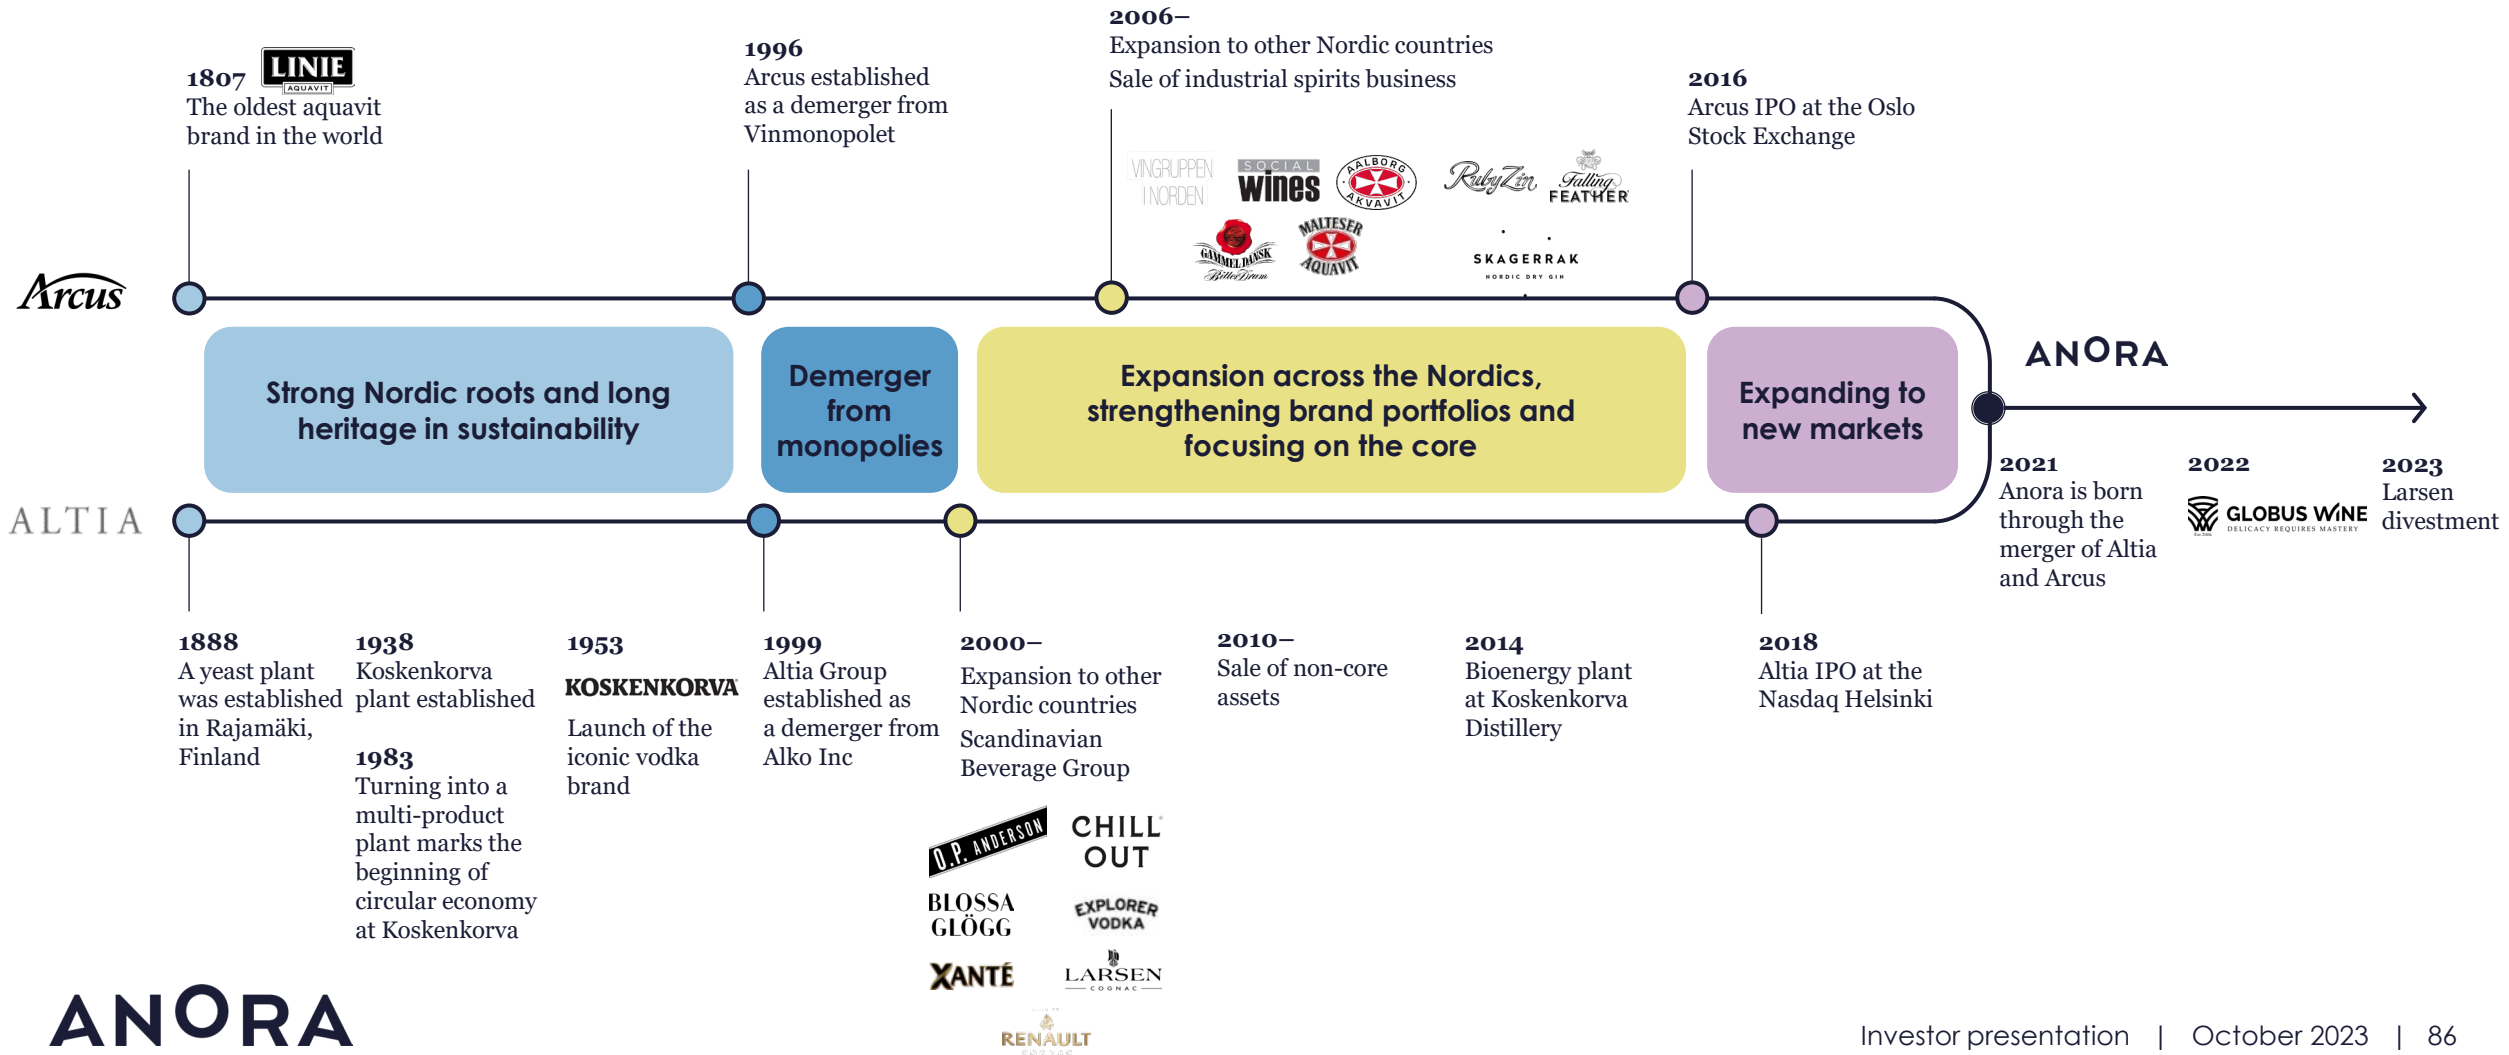 1807
LINIE
AQUAVIT
The oldest aquavit
brand in the world
1996
Arcus established
as a demerger from
Vinmonopolet
2006–
Expansion to other Nordic countries
Sale of industrial spirits business
VINGRUPPEN
I NORDEN
SOCIAL
wines
AALBORG
AKVAVIT
RubyZin
Falling
FEATHER
GAMMEL DANSK
Bitter Dram
MALTESER
AQUAVIT
SKAGERRAK
NORDIC DRY GIN
2016
Arcus IPO at the Oslo
Stock Exchange
Arcus
Strong Nordic roots and long
heritage in sustainability
Demerger
from
monopolies
Expansion across the Nordics,
strengthening brand portfolios and
focusing on the core
Expanding to
new markets
ANORA
2021
Anora is born
through the
merger of Altia
and Arcus
2022
GLOBUS WINE
DELICACY REQUIRES MASTERY
2023
Larsen
divestment
ALTIA
1888
A yeast plant
was established
in Rajamäki,
Finland
1938
Koskenkorva
plant established
1983
Turning into a
multi-product
plant marks the
beginning of
circular economy
at Koskenkorva
1953
KOSKENKORVA
Launch of the
iconic vodka
brand
1999
Altia Group
established as
a demerger from
Alko Inc
2000–
Expansion to other
Nordic countries
Scandinavian
Beverage Group
O.P. ANDERSON
CHILL
OUT
BLOSSA
GLÖGG
EXPLORER
VODKA
XANTÉ
LARSEN
COGNAC
RENAULT
COGNAC
2010–
Sale of non-core
assets
2014
Bioenergy plant
at Koskenkorva
Distillery
2018
Altia IPO at the
Nasdaq Helsinki
ANORA
Investor presentation | October 2023 | 86